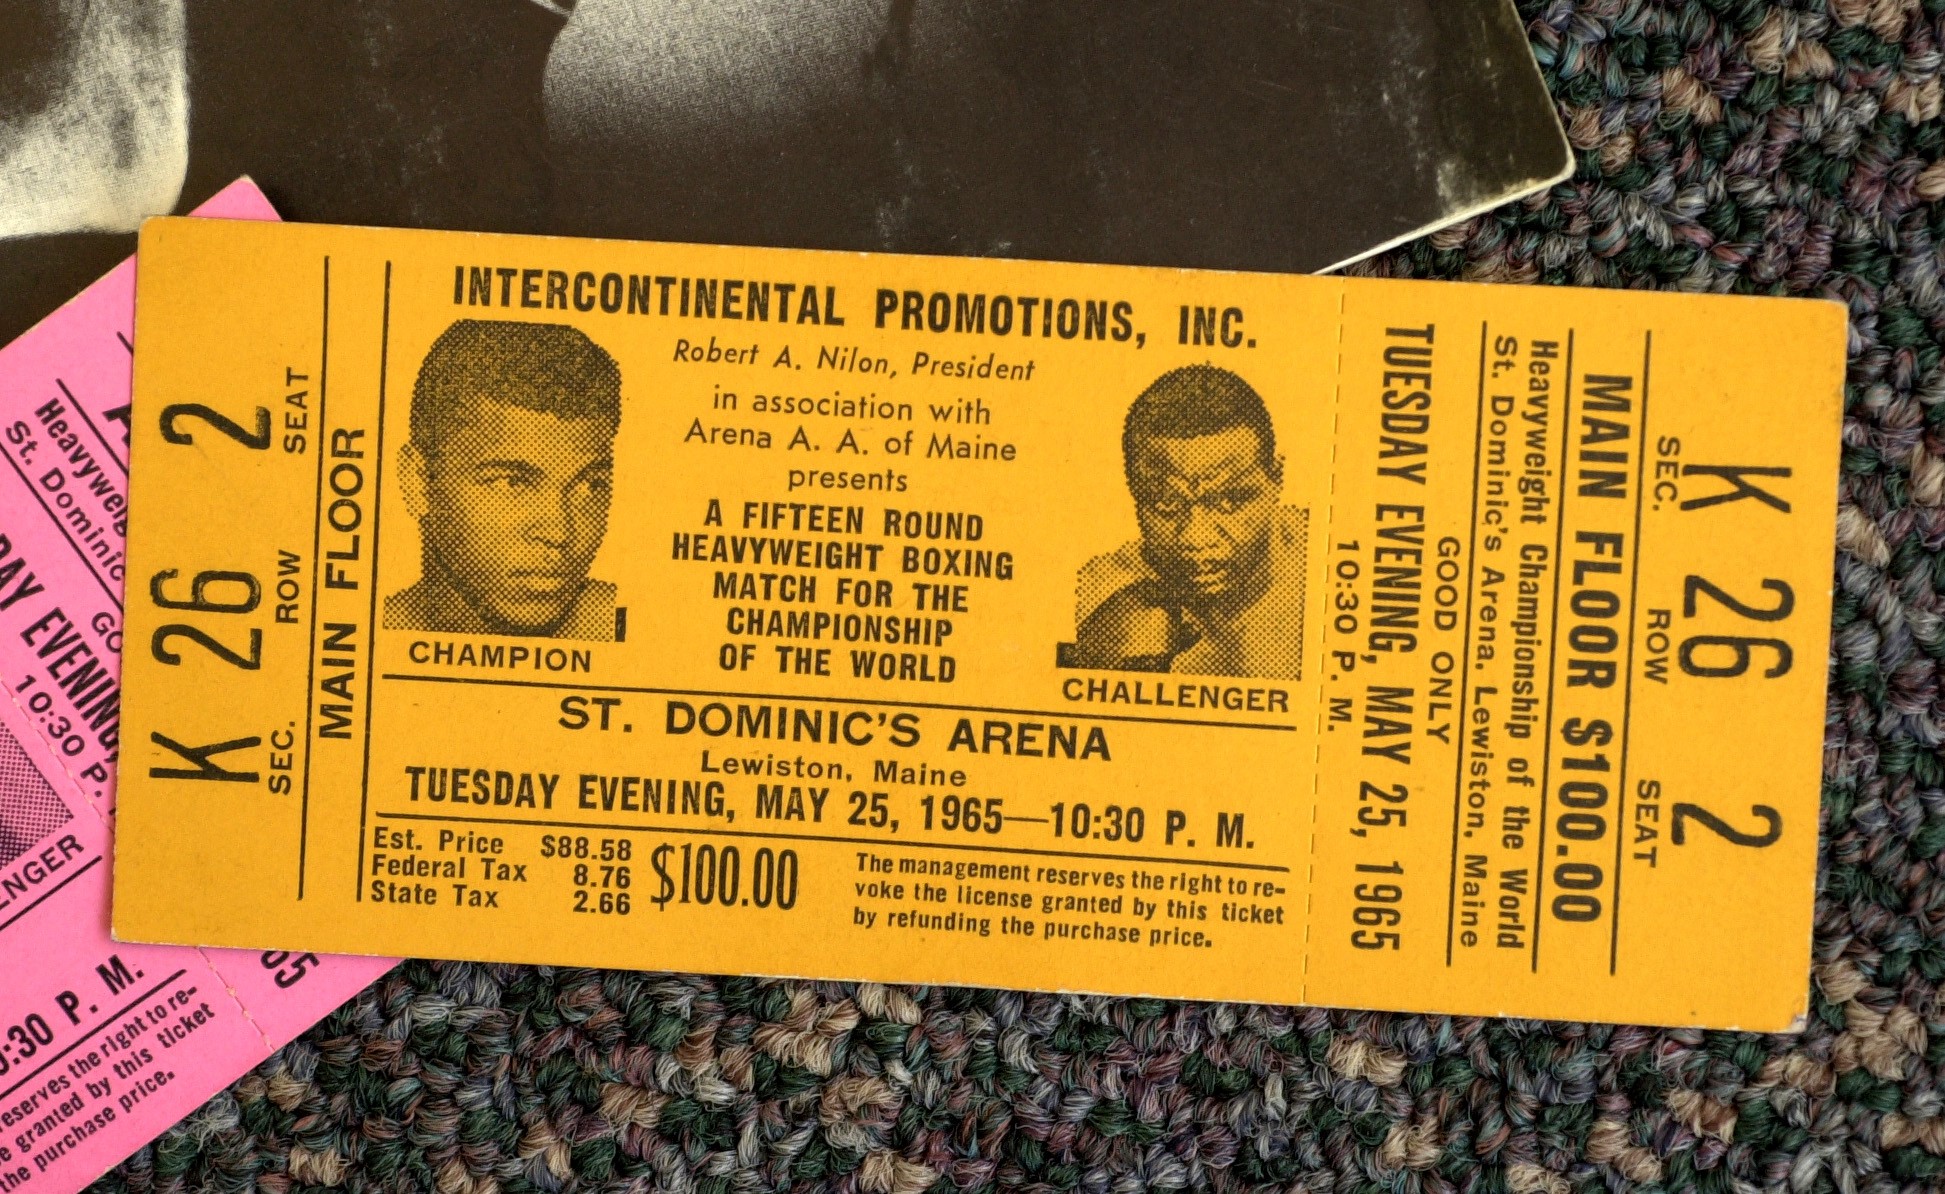 K 26 2
SEC. ROW SEAT
MAIN FLOOR
INTERCONTINENTAL PROMOTIONS, INC.
Robert A. Nilon, President
in association with
Arena A. A. of Maine
presents
A FIFTEEN ROUND
HEAVYWEIGHT BOXING
MATCH FOR THE
CHAMPIONSHIP
OF THE WORLD
CHAMPION
CHALLENGER
ST. DOMINIC'S ARENA
Lewiston, Maine
TUESDAY EVENING, MAY 25, 1965—10:30 P. M.
Est. Price $88.58
Federal Tax 8.76
State Tax 2.66
$100.00
The management reserves the right to re-
voke the license granted by this ticket
by refunding the purchase price.
K 26 2
SEC. ROW SEAT
MAIN FLOOR $100.00
Heavyweight Championship of the World
St. Dominic's Arena, Lewiston, Maine
GOOD ONLY
TUESDAY EVENING, MAY 25, 1965
10:30 P. M.
Heavyweig
St. Dominic
GO
DAY EVENING,
10:30 P.
ENGER
:30 P. M.
reserves the right to re-
granted by this ticket
the purchase price.